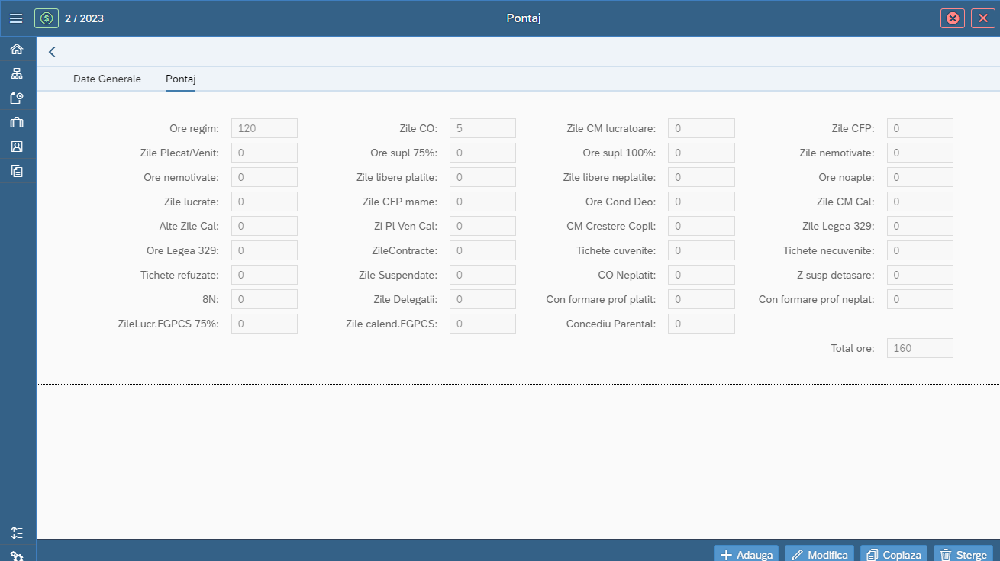 2 / 2023 Pontaj
Date Generale Pontaj
Ore regim: 120 Zile CO: 5 Zile CM lucratoare: 0 Zile CFP: 0
Zile Plecat/Venit: 0 Ore supl 75%: 0 Ore supl 100%: 0 Zile nemotivate: 0
Ore nemotivate: 0 Zile libere platite: 0 Zile libere neplatite: 0 Ore noapte: 0
Zile lucrate: 0 Zile CFP mame: 0 Ore Cond Deo: 0 Zile CM Cal: 0
Alte Zile Cal: 0 Zi Pl Ven Cal: 0 CM Crestere Copil: 0 Zile Legea 329: 0
Ore Legea 329: 0 ZileContracte: 0 Tichete cuvenite: 0 Tichete necuvenite: 0
Tichete refuzate: 0 Zile Suspendate: 0 CO Neplatit: 0 Z susp detasare: 0
8N: 0 Zile Delegatii: 0 Con formare prof platit: 0 Con formare prof neplat: 0
ZileLucr.FGPCS 75%: 0 Zile calend.FGPCS: 0 Concediu Parental: 0
Total ore: 160
Adauga Modifica Copiaza Sterge